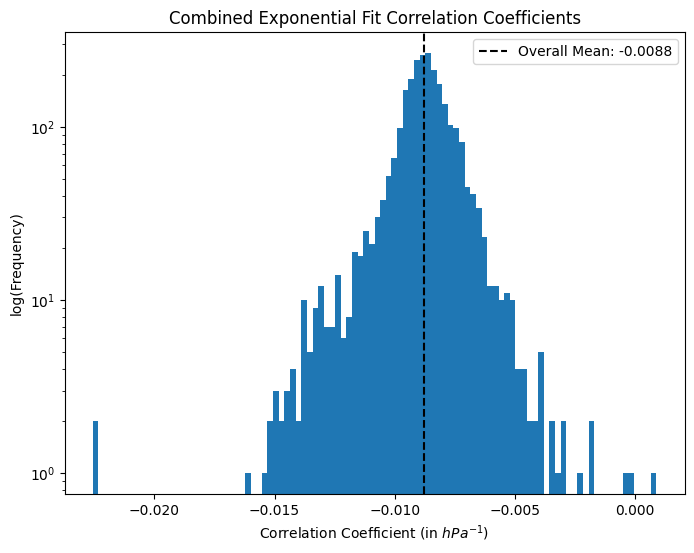 Combined Exponential Fit Correlation Coefficients
Overall Mean: -0.0088
log(Frequency)
10²
10¹
10⁰
−0.020 −0.015 −0.010 −0.005 0.000
Correlation Coefficient (in hPa⁻¹)